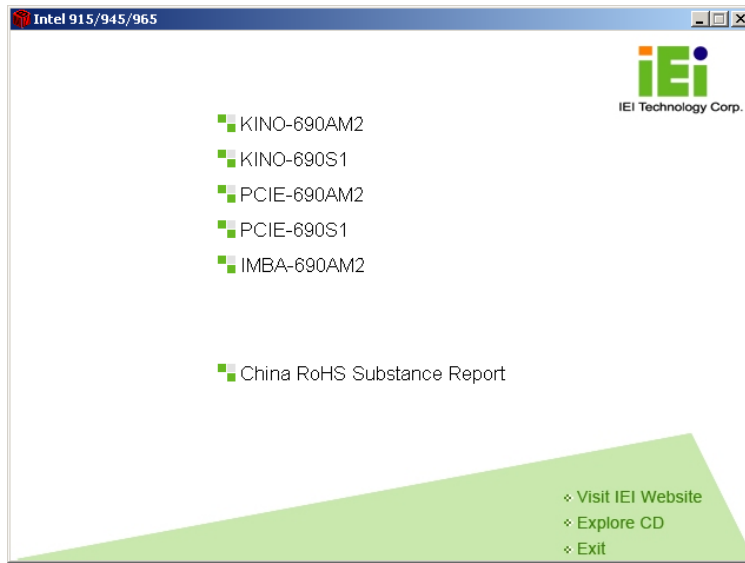 Intel 915/945/965
iEi
IEI Technology Corp.
KINO-690AM2
KINO-690S1
PCIE-690AM2
PCIE-690S1
IMBA-690AM2
China RoHS Substance Report
Visit IEI Website
Explore CD
Exit